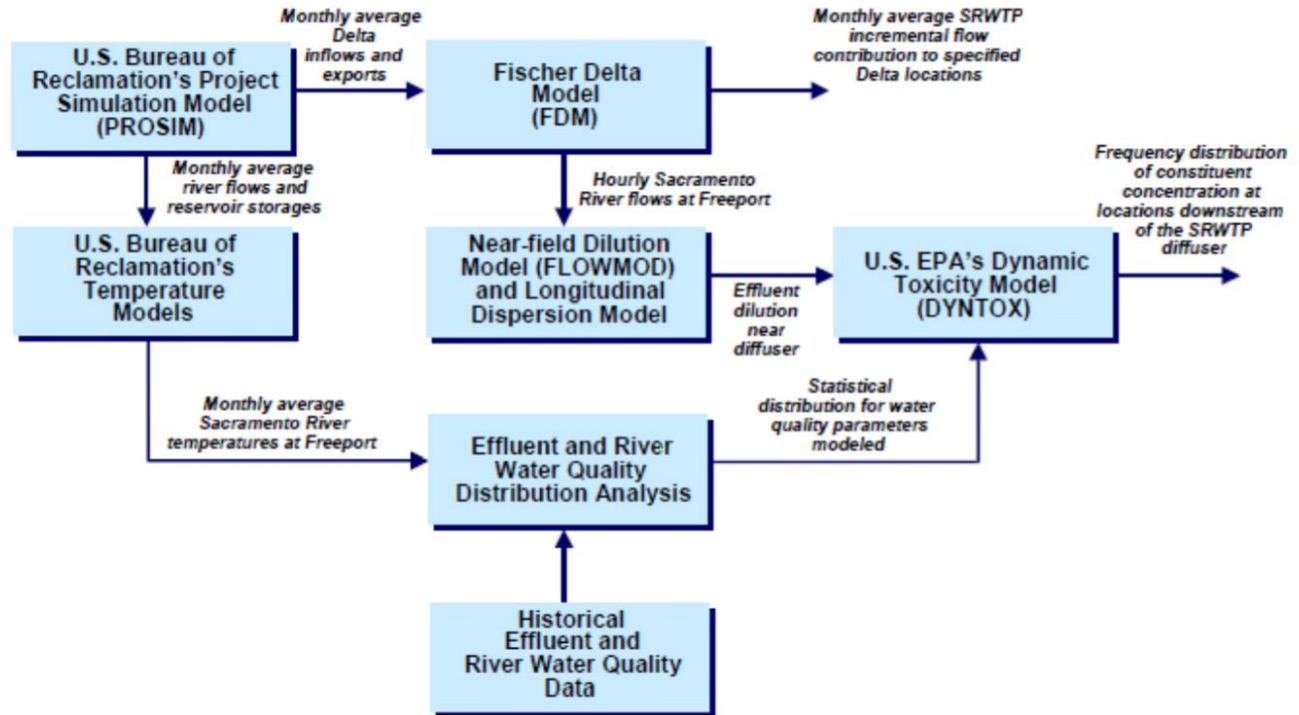 Monthly average
Delta
inflows and
exports
Monthly average SRWTP
incremental flow
contribution to specified
Delta locations
U.S. Bureau of
Reclamation's Project
Simulation Model
(PROSIM)
Fischer Delta
Model
(FDM)
Monthly average
river flows and
reservoir storages
Hourly Sacramento
River flows at Freeport
Frequency distribution
of constituent
concentration at
locations downstream
of the SRWTP
diffuser
U.S. Bureau of
Reclamation's
Temperature
Models
Near-field Dilution
Model (FLOWMOD)
and Longitudinal
Dispersion Model
Effluent
dilution
near
diffuser
U.S. EPA's Dynamic
Toxicity Model
(DYNTOX)
Monthly average
Sacramento River
temperatures at Freeport
Statistical
distribution for water
quality parameters
modeled
Effluent and River
Water Quality
Distribution Analysis
Historical
Effluent and
River Water Quality
Data